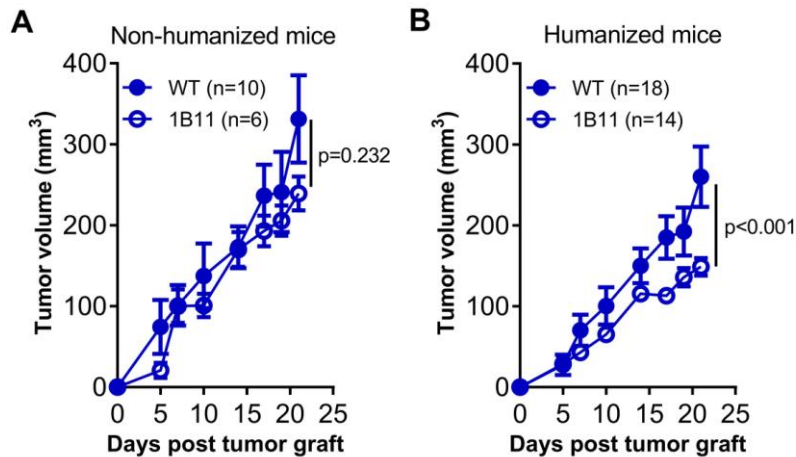 A
Non-humanized mice
Tumor volume (mm³)
400
300
200
100
0
WT (n=10)
1B11 (n=6)
p=0.232
0 5 10 15 20 25
Days post tumor graft
B
Humanized mice
Tumor volume (mm³)
400
300
200
100
0
WT (n=18)
1B11 (n=14)
p<0.001
0 5 10 15 20 25
Days post tumor graft